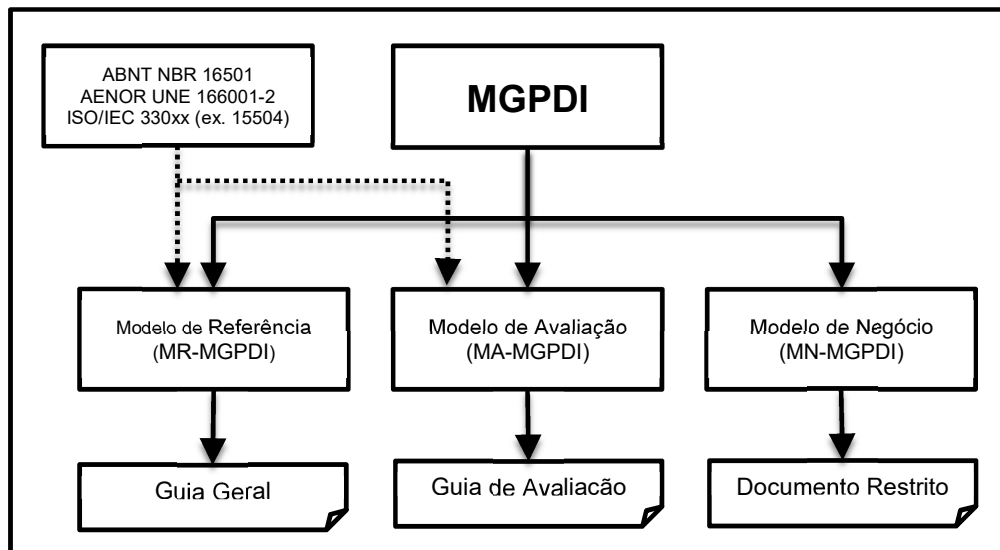 ABNT NBR 16501
AENOR UNE 166001-2
ISO/IEC 330xx (ex. 15504)
MGPDI
Modelo de Referência
(MR-MGPDI)
Modelo de Avaliação
(MA-MGPDI)
Modelo de Negócio
(MN-MGPDI)
Guia Geral
Guia de Avaliacão
Documento Restrito